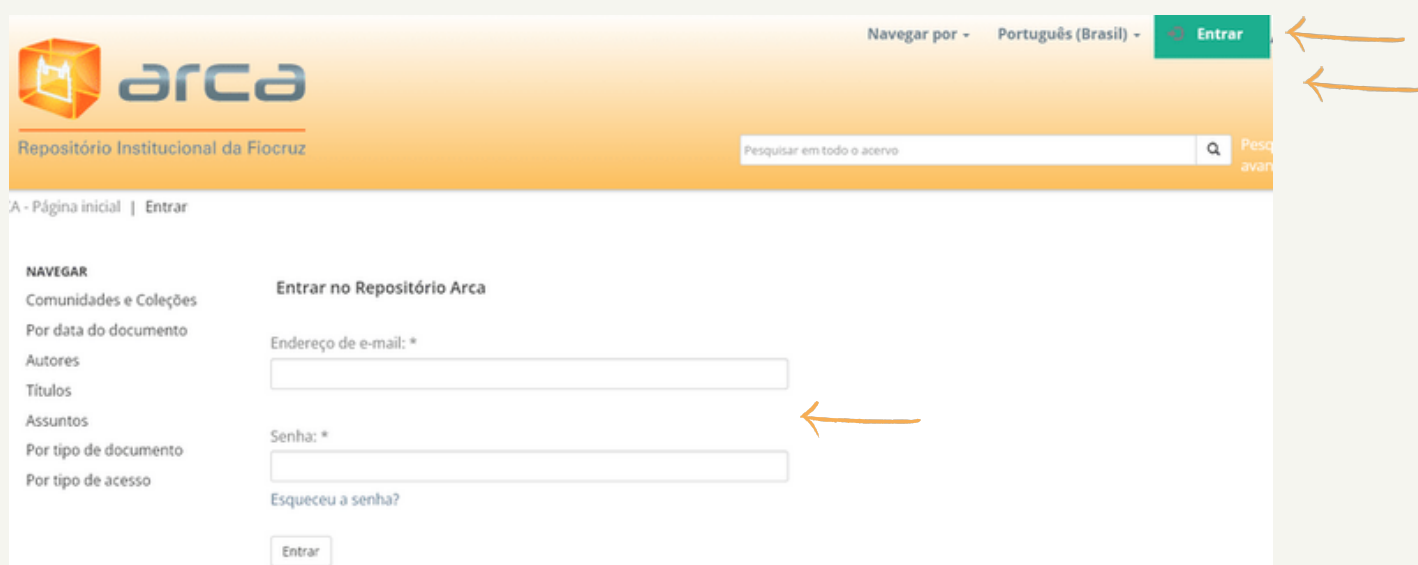 Navegar por
Português (Brasil)
Entrar
arca
Repositório Institucional da Fiocruz
Pesquisar em todo o acervo
- Página inicial | Entrar
NAVEGAR
Comunidades e Coleções
Por data do documento
Autores
Títulos
Assuntos
Por tipo de documento
Por tipo de acesso
Entrar no Repositório Arca
Endereço de e-mail: *
Senha: *
Esqueceu a senha?
Entrar